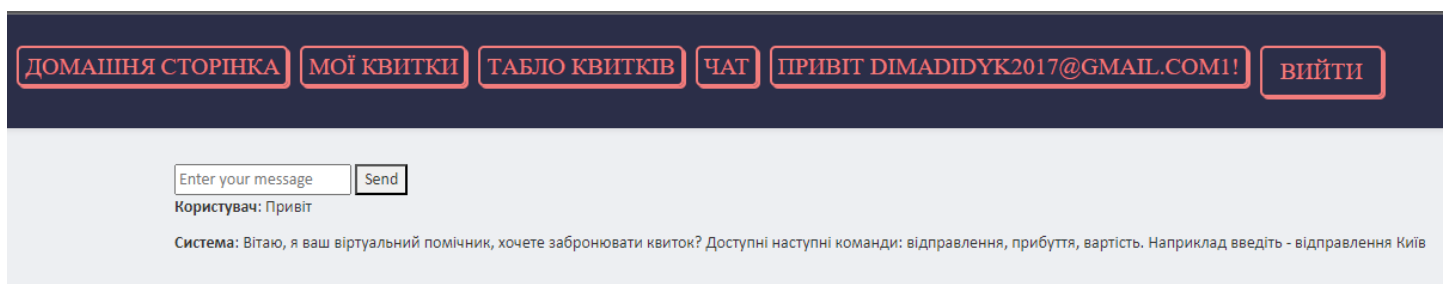 ДОМАШНЯ СТОРІНКА МОЇ КВИТКИ ТАБЛО КВИТКІВ ЧАТ ПРИВІТ DIMADIDYK2017@GMAIL.COM1! ВИЙТИ
Enter your message Send
Користувач: Привіт
Система: Вітаю, я ваш віртуальний помічник, хочете забронювати квиток? Доступні наступні команди: відправлення, прибуття, вартість. Наприклад введіть - відправлення Київ